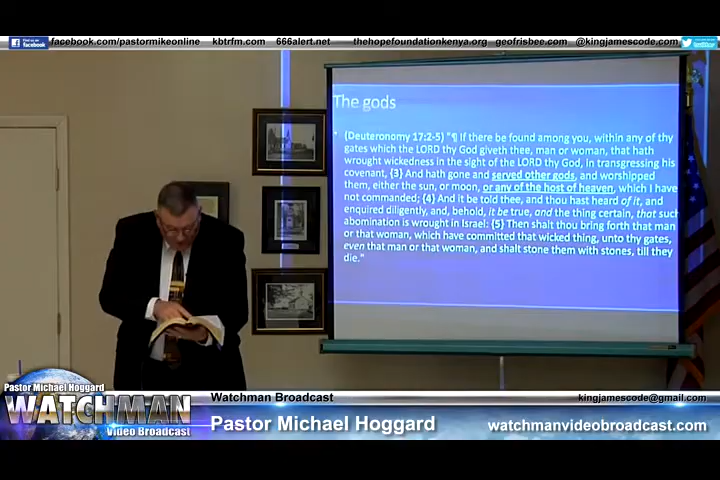 Find us on facebook
facebook.com/pastormikeonline kbtrfm.com 666alert.net thehopefoundationkenya.org geofrisbee.com @kingjamescode.com
twitter
The gods
• (Deuteronomy 17:2-5) "¶ If there be found among you, within any of thy
gates which the LORD thy God giveth thee, man or woman, that hath
wrought wickedness in the sight of the LORD thy God, in transgressing his
covenant, {3} And hath gone and served other gods, and worshipped
them, either the sun, or moon, or any of the host of heaven, which I have
not commanded; {4} And it be told thee, and thou hast heard of it, and
enquired diligently, and, behold, it be true, and the thing certain, that such
abomination is wrought in Israel: {5} Then shalt thou bring forth that man
or that woman, which have committed that wicked thing, unto thy gates,
even that man or that woman, and shalt stone them with stones, till they
die."
Pastor Michael Hoggard
WATCHMAN
Video Broadcast
Watchman Broadcast
kingjamescode@gmail.com
Pastor Michael Hoggard
watchmanvideobroadcast.com